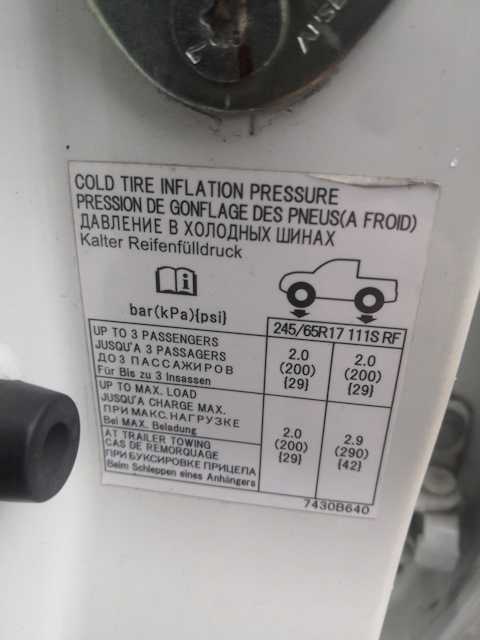 COLD TIRE INFLATION PRESSURE
PRESSION DE GONFLAGE DES PNEUS(A FROID)
ДАВЛЕНИЕ В ХОЛОДНЫХ ШИНАХ
Kalter Reifenfülldruck
bar(kPa){psi}
245/65R17 111S RF
UP TO 3 PASSENGERS
JUSQU'A 3 PASSAGERS
ДО 3 ПАССАЖИРОВ
Für Bis zu 3 Insassen
2.0 2.0
(200) (200)
{29} {29}
UP TO MAX. LOAD
JUSQU'A CHARGE MAX.
ПРИ МАКС. НАГРУЗКЕ
Bei MAX. Beladung
AT TRAILER TOWING
CAS DE REMORQUAGE
ПРИ БУКСИРОВКЕ ПРИЦЕПА
Beim Schleppen eines Anhängers
2.0 2.9
(200) (290)
{29} {42}
7430B640